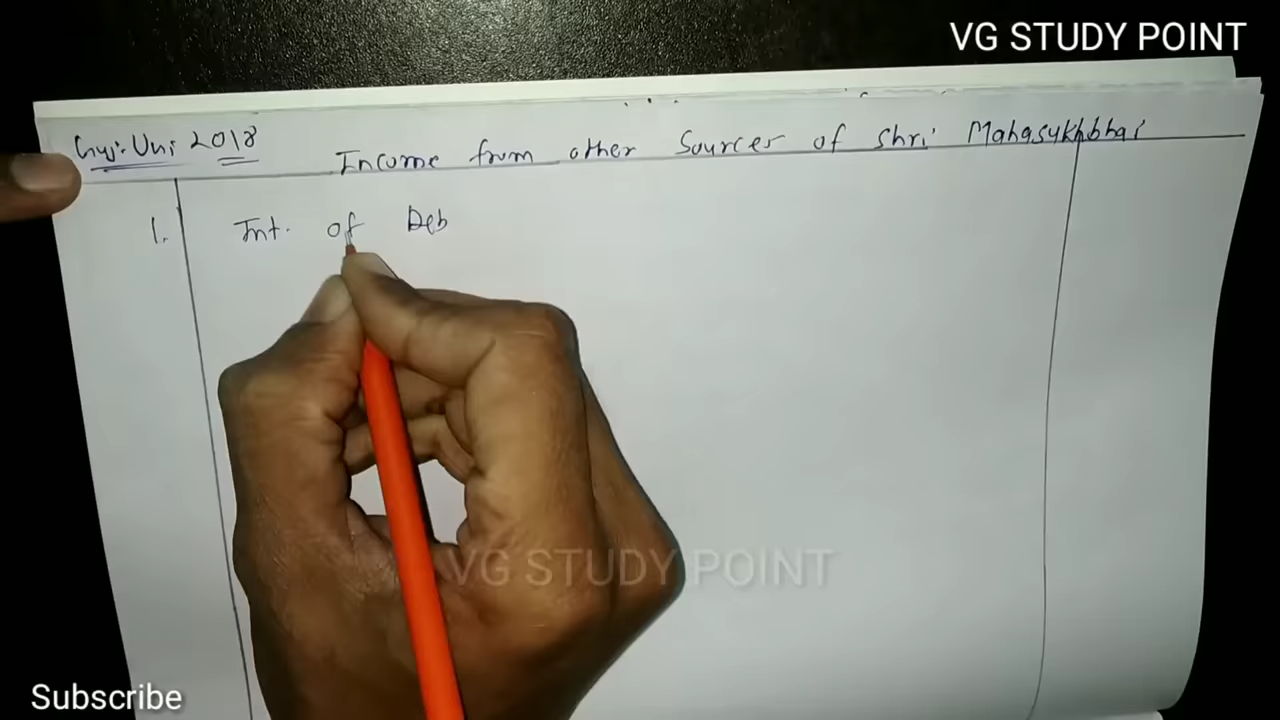 VG STUDY POINT
Guj. Uni 2018
Income from other Sources of Shri Mahasukhbhai
1. Int. of Deb
VG STUDY POINT
Subscribe